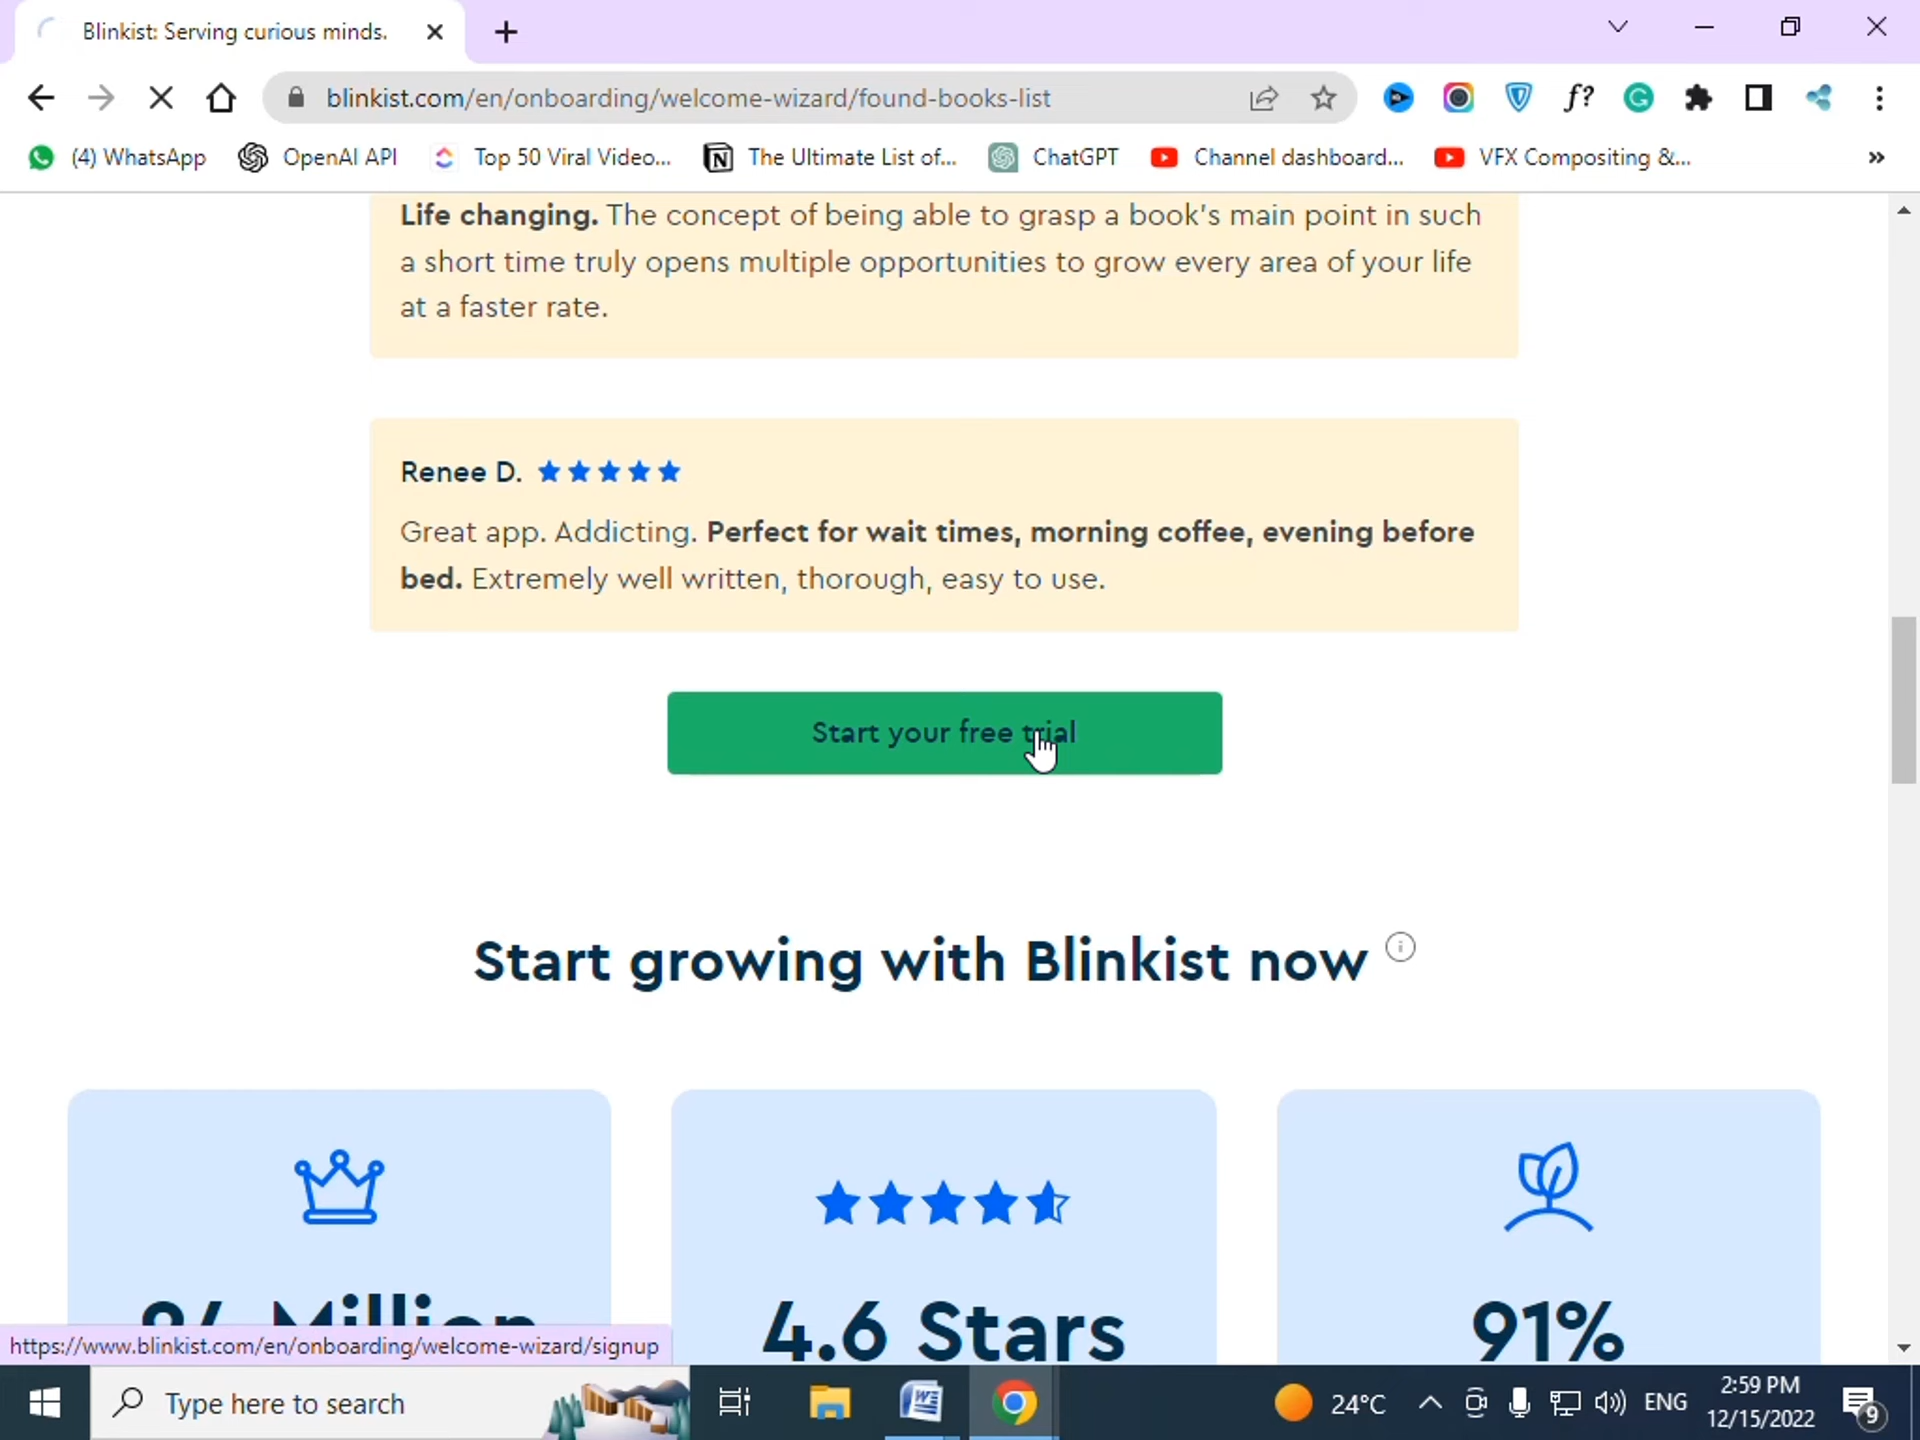 Blinkist: Serving curious minds.
blinkist.com/en/onboarding/welcome-wizard/found-books-list
f?
(4) WhatsApp
OpenAI API
Top 50 Viral Video...
The Ultimate List of...
ChatGPT
Channel dashboard...
VFX Compositing &...
»
Life changing. The concept of being able to grasp a book's main point in such
a short time truly opens multiple opportunities to grow every area of your life
at a faster rate.
Renee D.
Great app. Addicting. Perfect for wait times, morning coffee, evening before
bed. Extremely well written, thorough, easy to use.
Start your free trial
Start growing with Blinkist now
Million
4.6 Stars
91%
https://www.blinkist.com/en/onboarding/welcome-wizard/signup
Type here to search
24°C
ENG
2:59 PM
12/15/2022
9